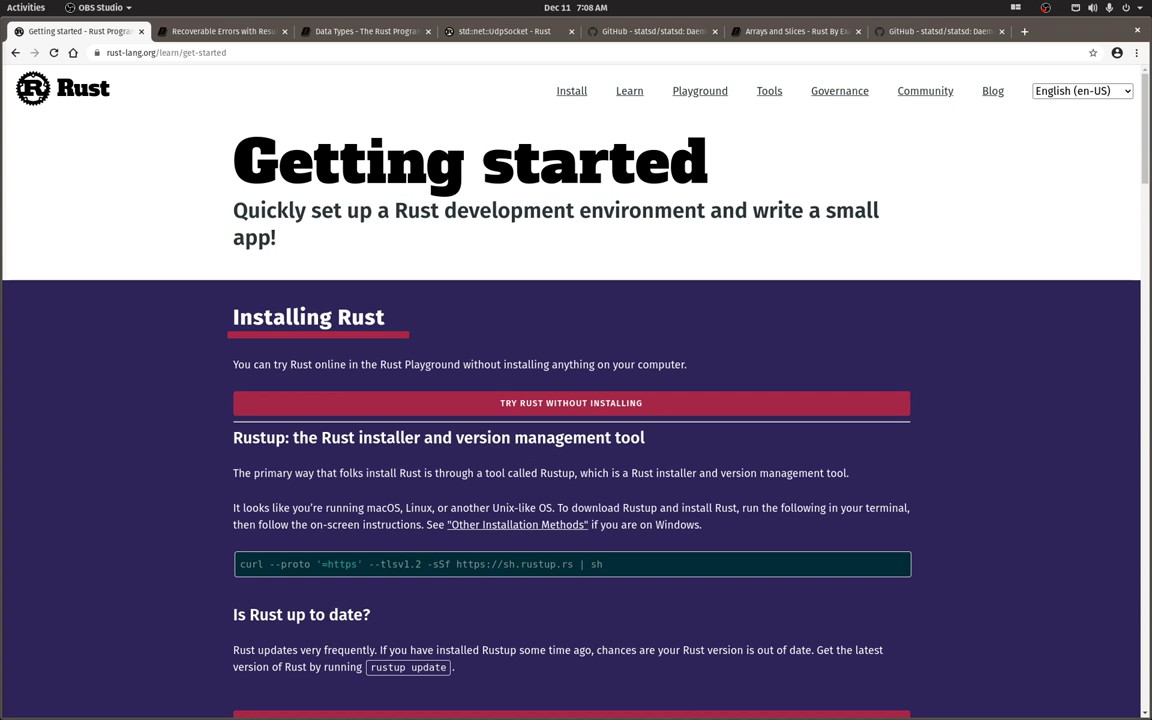 Activities
OBS Studio
Dec 11 7:08 AM
Getting started - Rust Progra
Recoverable Errors with Resu
Data Types - The Rust Progra
std::net::UdpSocket - Rust
GitHub - statsd/statsd: Daem
Arrays and Slices - Rust By Ex
GitHub - statsd/statsd: Daem
rust-lang.org/learn/get-started
R Rust
Install
Learn
Playground
Tools
Governance
Community
Blog
English (en-US)
Getting started
Quickly set up a Rust development environment and write a small
app!
Installing Rust
You can try Rust online in the Rust Playground without installing anything on your computer.
TRY RUST WITHOUT INSTALLING
Rustup: the Rust installer and version management tool
The primary way that folks install Rust is through a tool called Rustup, which is a Rust installer and version management tool.
It looks like you're running macOS, Linux, or another Unix-like OS. To download Rustup and install Rust, run the following in your terminal,
then follow the on-screen instructions. See "Other Installation Methods" if you are on Windows.
curl --proto '=https' --tlsv1.2 -sSf https://sh.rustup.rs | sh
Is Rust up to date?
Rust updates very frequently. If you have installed Rustup some time ago, chances are your Rust version is out of date. Get the latest
version of Rust by running rustup update.